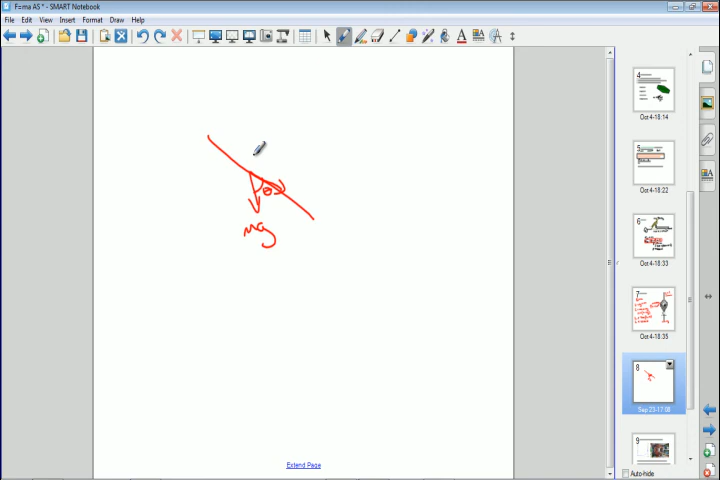 F=ma AS * - SMART Notebook
File Edit View Insert Format Draw Help
θ
mg
Extend Page
4
Oct 4-18:14
5
Oct 4-18:22
6
Oct 4-18:33
7
Oct 4-18:35
8
Sep 23-17:08
9
Auto-hide